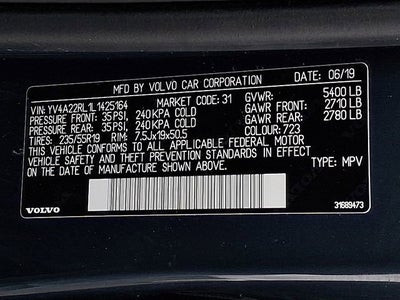 MFD BY VOLVO CAR CORPORATION DATE: 06/19
VIN: YV4A22RL1L1425164 GVWR: 5400 LB
PRESSURE FRONT: 35 PSI, 240 KPA COLD MARKET CODE: 31 GAWR FRONT: 2710 LB
PRESSURE REAR: 35 PSI, 240 KPA COLD GAWR REAR: 2780 LB
TIRES: 235/55R19 RIM: 7.5Jx19x50.5 COLOUR: 723
THIS VEHICLE CONFORMS TO ALL APPLICABLE FEDERAL MOTOR
VEHICLE SAFETY AND THEFT PREVENTION STANDARDS IN EFFECT
ON THE DATE OF MANUFACTURE SHOWN ABOVE. TYPE: MPV
VOLVO 31689473